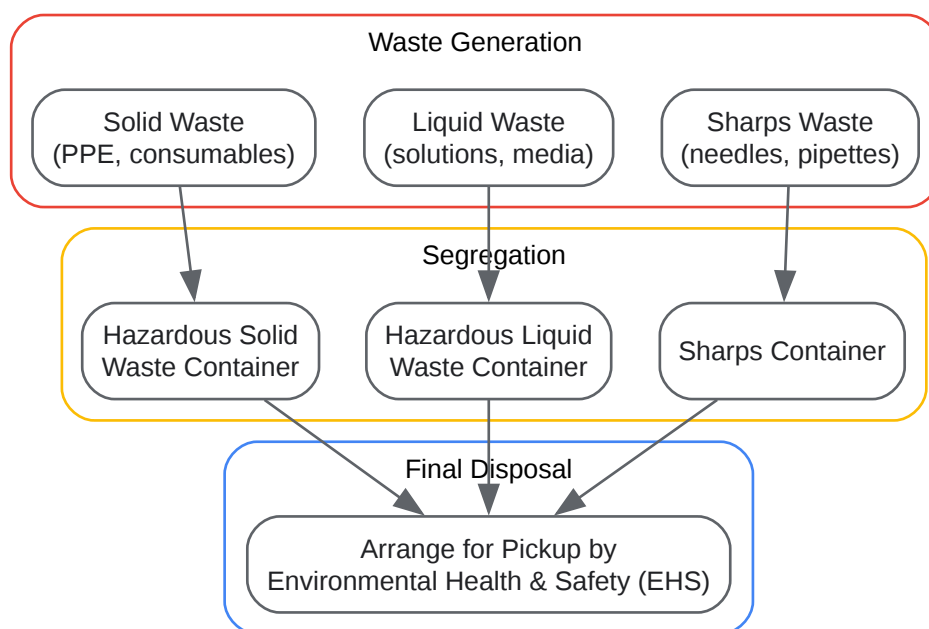 Waste Generation
Solid Waste
(PPE, consumables)
Liquid Waste
(solutions, media)
Sharps Waste
(needles, pipettes)
Segregation
Hazardous Solid
Waste Container
Hazardous Liquid
Waste Container
Sharps Container
Final Disposal
Arrange for Pickup by
Environmental Health & Safety (EHS)